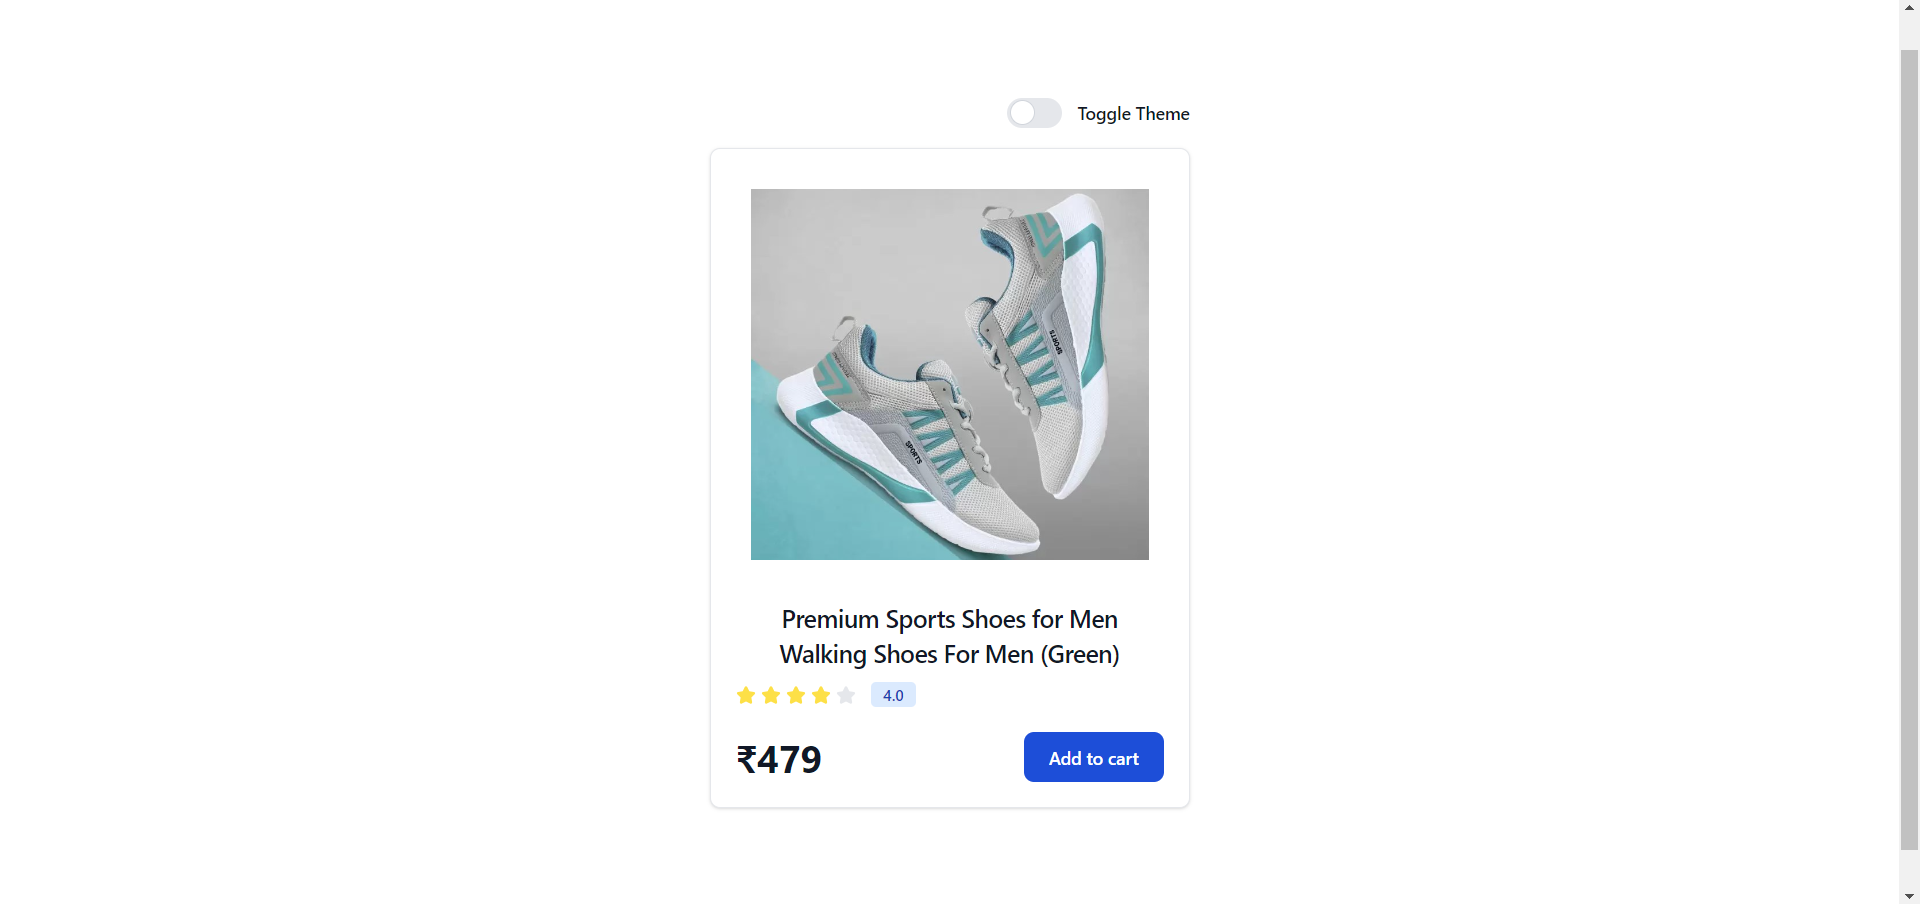 Toggle Theme
SPORTS
SPORTS
Premium Sports Shoes for Men
Walking Shoes For Men (Green)
4.0
₹479
Add to cart